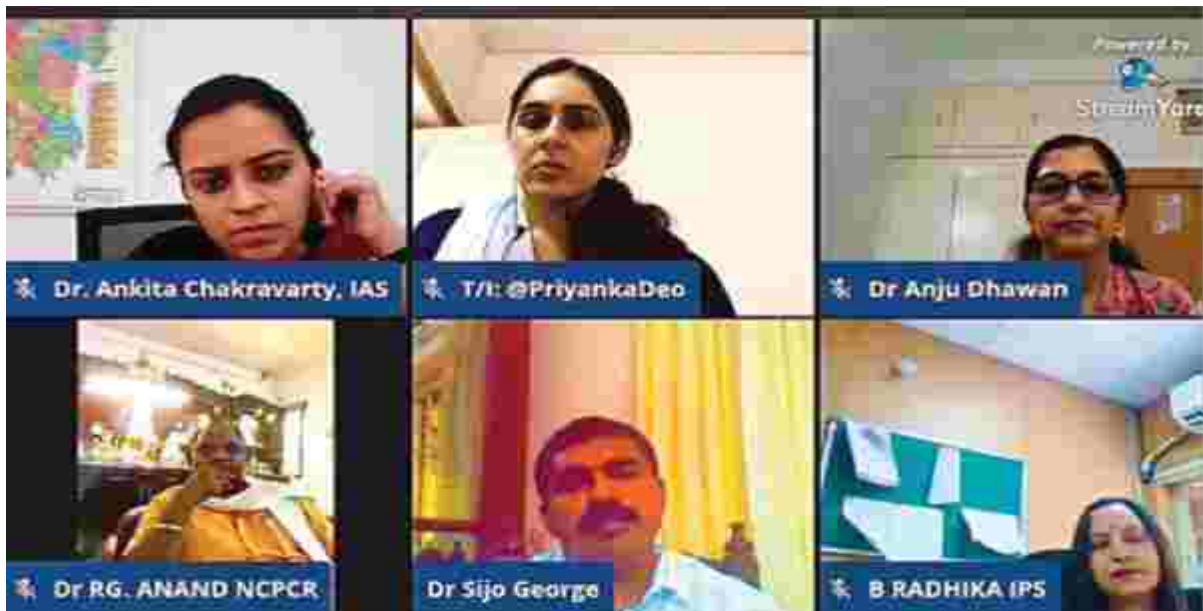 Powered by
StreamYard
Dr. Ankita Chakravarty, IAS
T/I: @PriyankaDeo
Dr Anju Dhawan
Dr RG. ANAND NCPCR
Dr Sijo George
B RADHIKA IPS